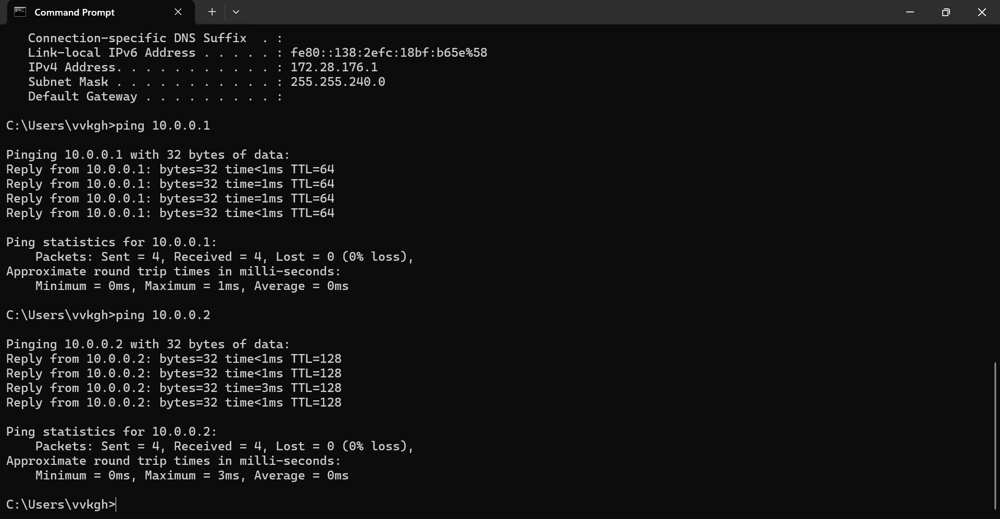 Command Prompt
Connection-specific DNS Suffix  . :
Link-local IPv6 Address . . . . . : fe80::138:2efc:18bf:b65e%58
IPv4 Address. . . . . . . . . . . : 172.28.176.1
Subnet Mask . . . . . . . . . . . : 255.255.240.0
Default Gateway . . . . . . . . . :
C:\Users\vvkgh>ping 10.0.0.1
Pinging 10.0.0.1 with 32 bytes of data:
Reply from 10.0.0.1: bytes=32 time<1ms TTL=64
Reply from 10.0.0.1: bytes=32 time=1ms TTL=64
Reply from 10.0.0.1: bytes=32 time=1ms TTL=64
Reply from 10.0.0.1: bytes=32 time<1ms TTL=64
Ping statistics for 10.0.0.1:
Packets: Sent = 4, Received = 4, Lost = 0 (0% loss),
Approximate round trip times in milli-seconds:
Minimum = 0ms, Maximum = 1ms, Average = 0ms
C:\Users\vvkgh>ping 10.0.0.2
Pinging 10.0.0.2 with 32 bytes of data:
Reply from 10.0.0.2: bytes=32 time<1ms TTL=128
Reply from 10.0.0.2: bytes=32 time<1ms TTL=128
Reply from 10.0.0.2: bytes=32 time=3ms TTL=128
Reply from 10.0.0.2: bytes=32 time<1ms TTL=128
Ping statistics for 10.0.0.2:
Packets: Sent = 4, Received = 4, Lost = 0 (0% loss),
Approximate round trip times in milli-seconds:
Minimum = 0ms, Maximum = 3ms, Average = 0ms
C:\Users\vvkgh>